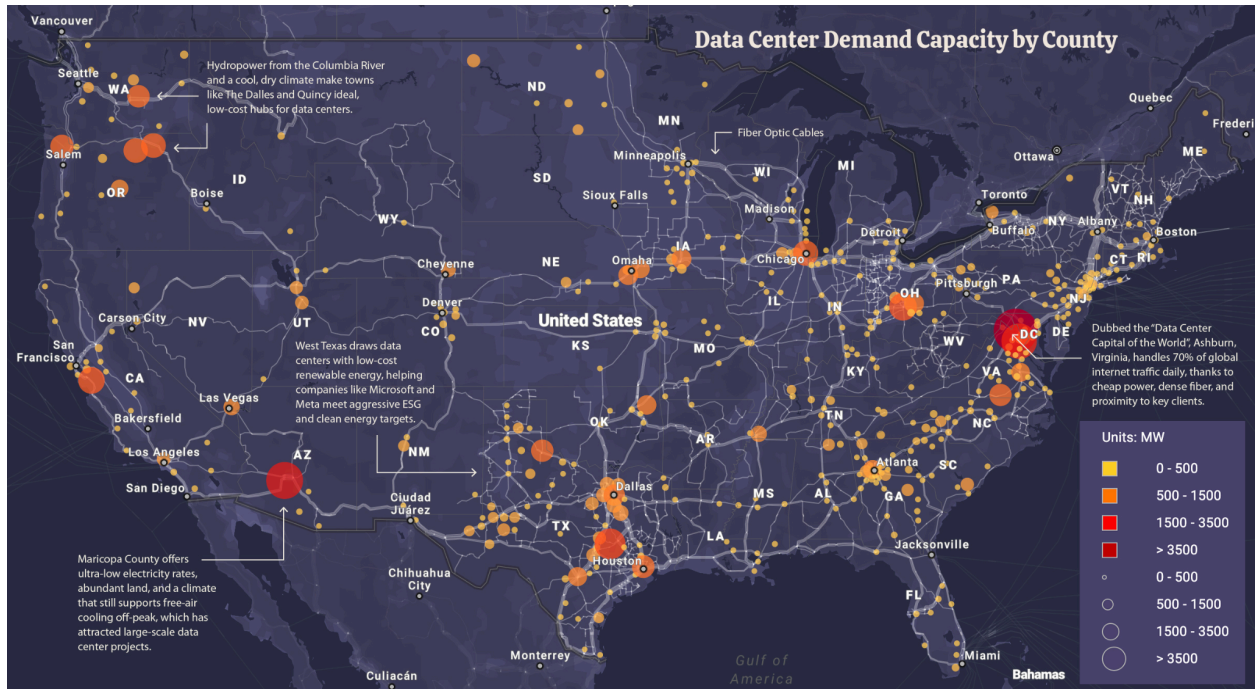 Data Center Demand Capacity by County
Vancouver
Seattle
WA
Hydropower from the Columbia River
and a cool, dry climate make towns
like The Dalles and Quincy ideal,
low-cost hubs for data centers.
ND
MN
Fiber Optic Cables
Quebec
Ottawa
ME
Salem
OR
ID
Boise
Minneapolis
SD
Sioux Falls
WI
Madison
MI
Toronto
VT
NH
WY
NY
Albany
Buffalo
Boston
Detroit
IA
Chicago
Omaha
NE
Cheyenne
CT
RI
PA
Pittsburgh
NJ
OH
IL
IN
Denver
CO
Carson City
NV
UT
United States
KS
MO
DC
DE
WV
VA
KY
San
Francisco
CA
Dubbed the “Data Center
Capital of the World”, Ashburn,
Virginia, handles 70% of global
internet traffic daily, thanks to
cheap power, dense fiber, and
proximity to key clients.
West Texas draws data
centers with low-cost
renewable energy, helping
companies like Microsoft and
Meta meet aggressive ESG
and clean energy targets.
Las Vegas
Bakersfield
Los Angeles
San Diego
AZ
NM
OK
AR
TN
NC
SC
Atlanta
GA
AL
MS
LA
Dallas
TX
Houston
Ciudad
Juárez
Chihuahua
City
Jacksonville
FL
Miami
Bahamas
Monterrey
Culiacán
Gulf of
America
Maricopa County offers
ultra-low electricity rates,
abundant land, and a climate
that still supports free-air
cooling off-peak, which has
attracted large-scale data
center projects.
Units: MW
0 - 500
500 - 1500
1500 - 3500
> 3500
0 - 500
500 - 1500
1500 - 3500
> 3500